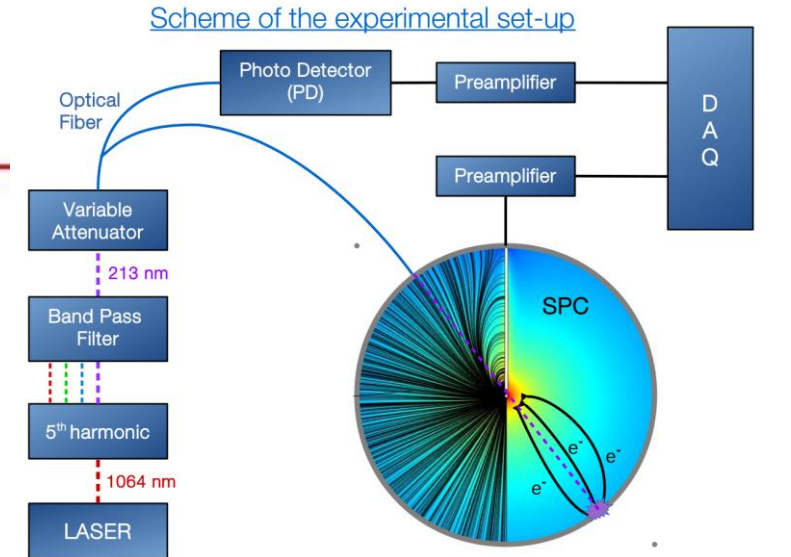 Scheme of the experimental set-up
Photo Detector
(PD)
Preamplifier
D
A
Q
Optical
Fiber
Preamplifier
Variable
Attenuator
213 nm
Band Pass
Filter
SPC
5th harmonic
e-
e-
e-
1064 nm
LASER